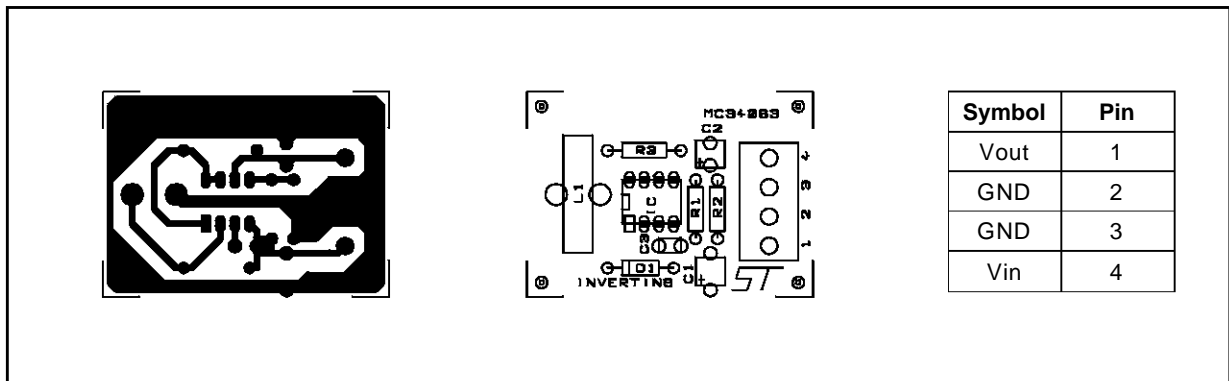 MC34063
C2
R3
4
3
2
1
L1
IC
R1
R2
C3
D1
C1
INVERTING
ST
Symbol Pin
Vout 1
GND 2
GND 3
Vin 4